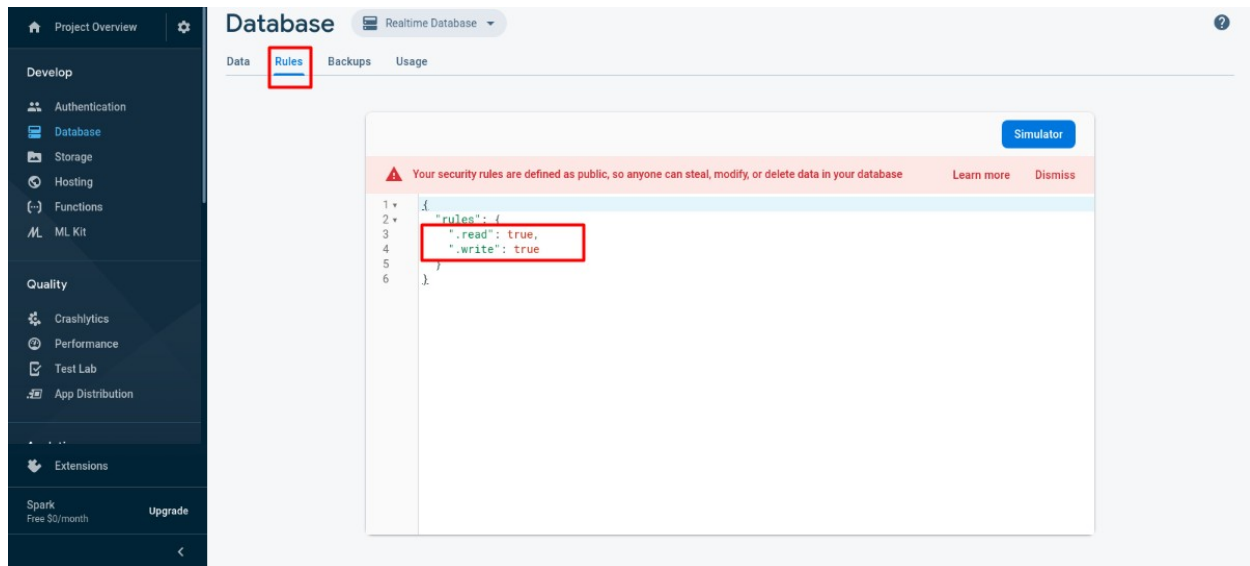 Project Overview
Develop
Authentication
Database
Storage
Hosting
Functions
ML Kit
Quality
Crashlytics
Performance
Test Lab
App Distribution
Extensions
Spark
Free $0/month
Upgrade
Database
Realtime Database
Data Rules Backups Usage
Simulator
Your security rules are defined as public, so anyone can steal, modify, or delete data in your database Learn more Dismiss
1 {
2 "rules": {
3 ".read": true,
4 ".write": true
5 }
6 }